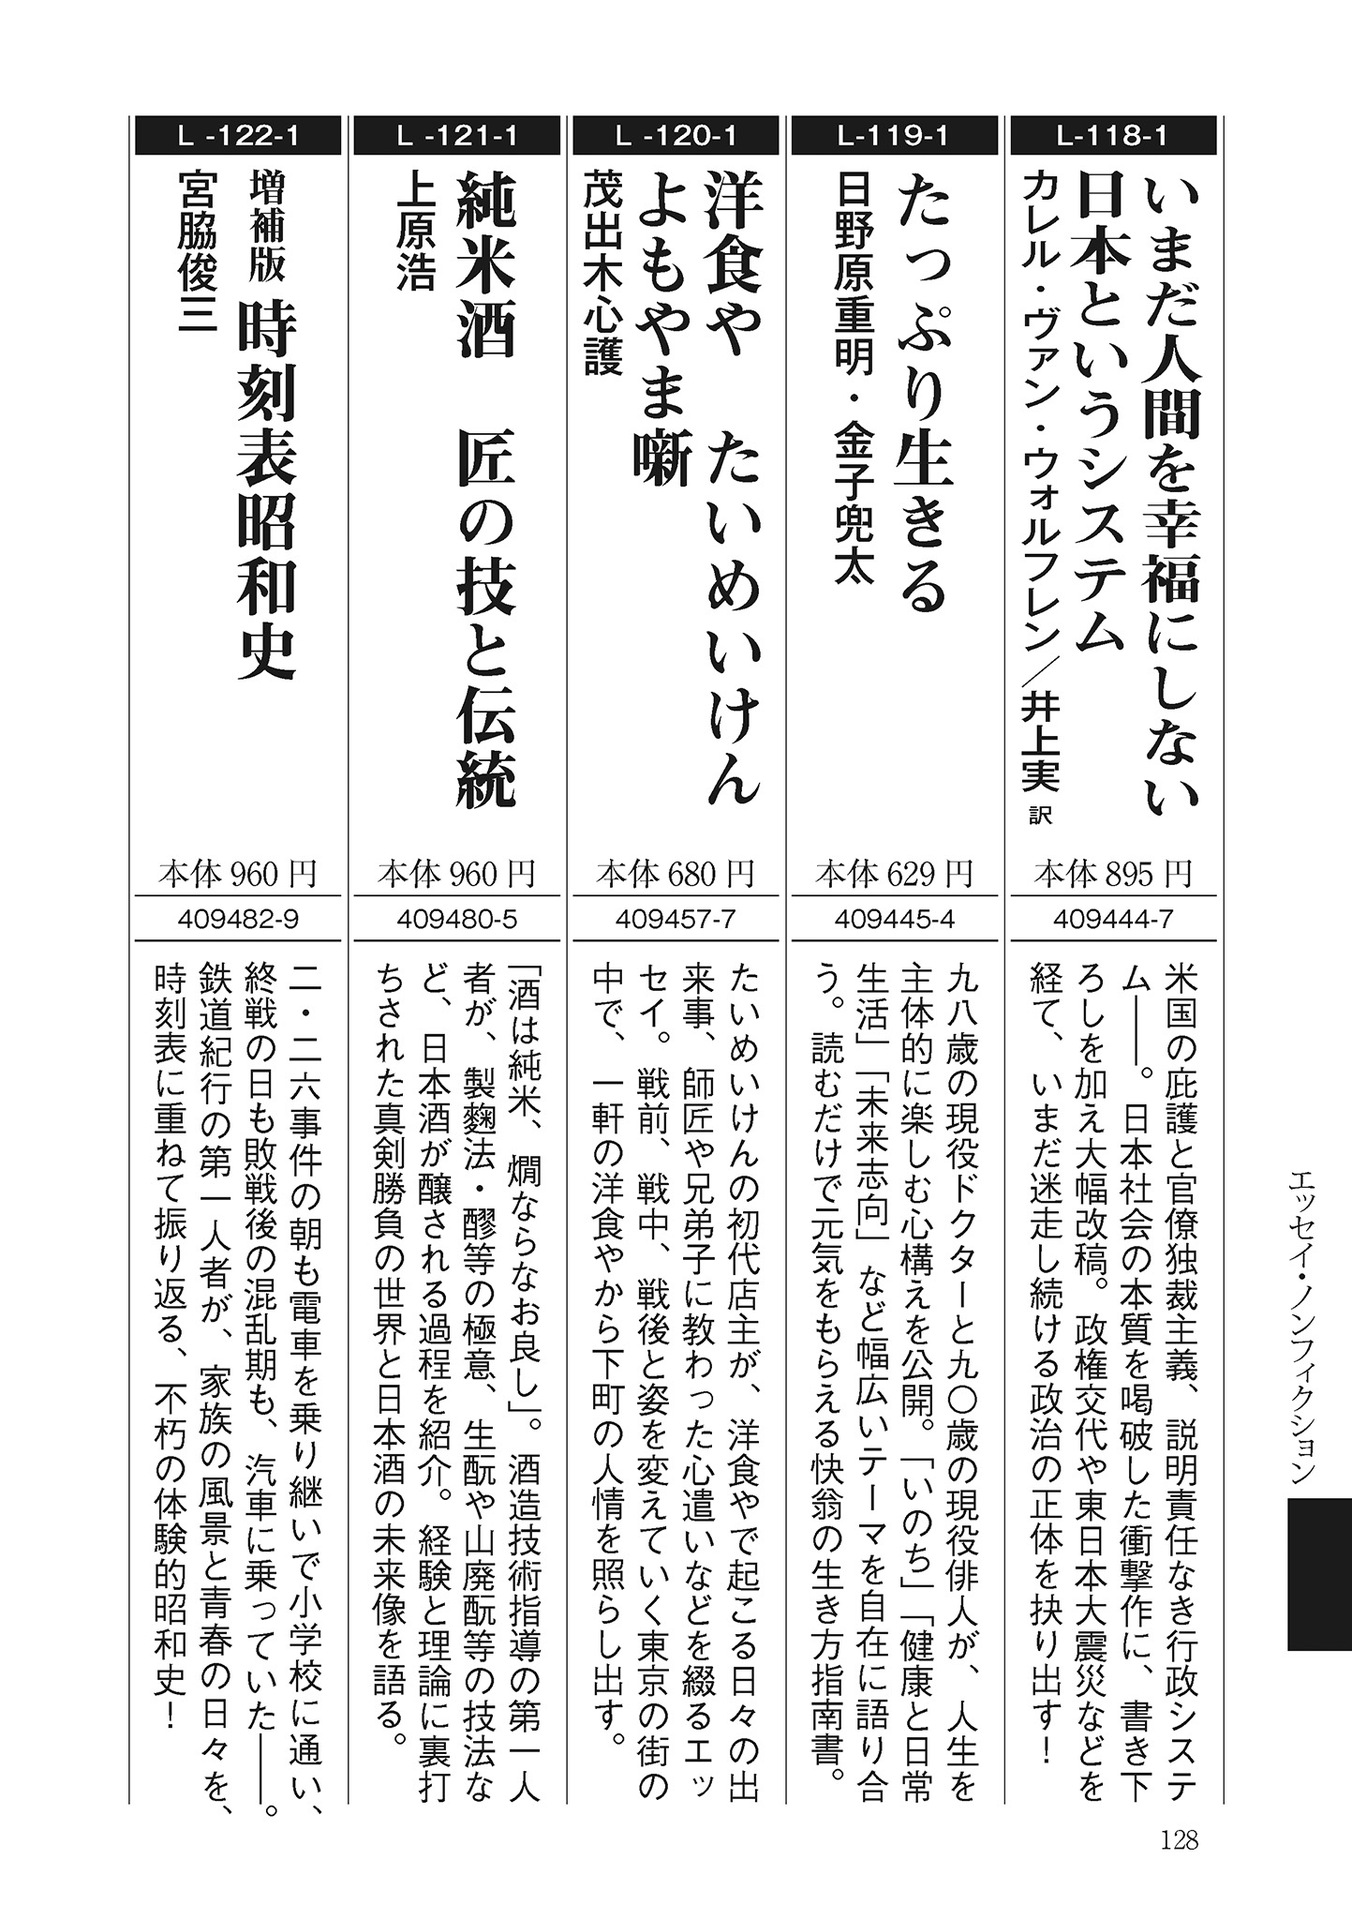 L-118-1
いまだ人間を幸福にしない
日本というシステム
カレル・ヴァン・ウォルフレン／井上実 訳
本体 895 円
409444-7
米国の庇護と官僚独裁主義、説明責任なき行政システ
ム――。日本社会の本質を喝破した衝撃作に、書き下
ろしを加え大幅改稿。政権交代や東日本大震災などを
経て、いまだ迷走し続ける政治の正体を抉り出す！
L-119-1
たっぷり生きる
日野原重明・金子兜太
本体 629 円
409445-4
九八歳の現役ドクターと九〇歳の現役俳人が、人生を
主体的に楽しむ心構えを公開。「いのち」「健康と日常
生活」「未来志向」など幅広いテーマを自在に語り合
う。読むだけで元気をもらえる快翁の生き方指南書。
L-120-1
洋食や　たいめいけん
よもやま噺
茂出木心護
本体 680 円
409457-7
たいめいけんの初代店主が、洋食やで起こる日々の出
来事、師匠や兄弟子に教わった心遣いなどを綴るエッ
セイ。戦前、戦中、戦後と姿を変えていく東京の街の
中で、一軒の洋食やから下町の人情を照らし出す。
L-121-1
純米酒　匠の技と伝統
上原浩
本体 960 円
409480-5
「酒は純米、燗ならなお良し」。酒造技術指導の第一人
者が、製麴法・醪等の極意、生酛や山廃酛等の技法な
ど、日本酒が醸される過程を紹介。経験と理論に裏打
ちされた真剣勝負の世界と日本酒の未来像を語る。
L-122-1
増補版 時刻表昭和史
宮脇俊三
本体 960 円
409482-9
二・二六事件の朝も電車を乗り継いで小学校に通い、
終戦の日も敗戦後の混乱期も、汽車に乗っていた――。
鉄道紀行の第一人者が、家族の風景と青春の日々を、
時刻表に重ねて振り返る、不朽の体験的昭和史！
エッセイ・ノンフィクション
128